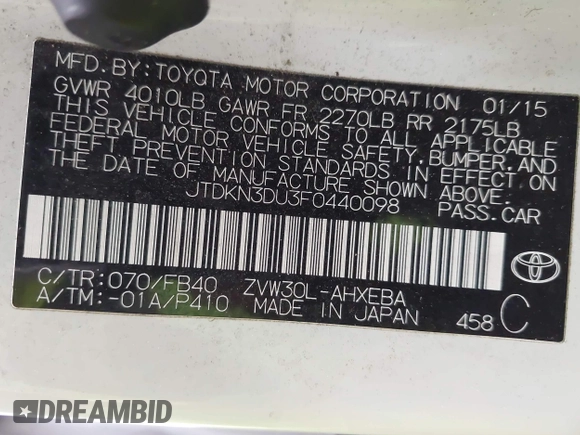 MFD. BY: TOYOTA MOTOR CORPORATION 01/15
GVWR 4010LB GAWR FR 2270LB RR 2175LB
THIS VEHICLE CONFORMS TO ALL APPLICABLE
FEDERAL MOTOR VEHICLE SAFETY, BUMPER, AND
THEFT PREVENTION STANDARDS IN EFFECT ON
THE DATE OF MANUFACTURE SHOWN ABOVE.
JTDKN3DU3F0440098 PASS. CAR
C/TR: 070/FB40 ZVW30L-AHXEBA
A/TM: -01A/P410 MADE IN JAPAN 458 C
DREAMBID